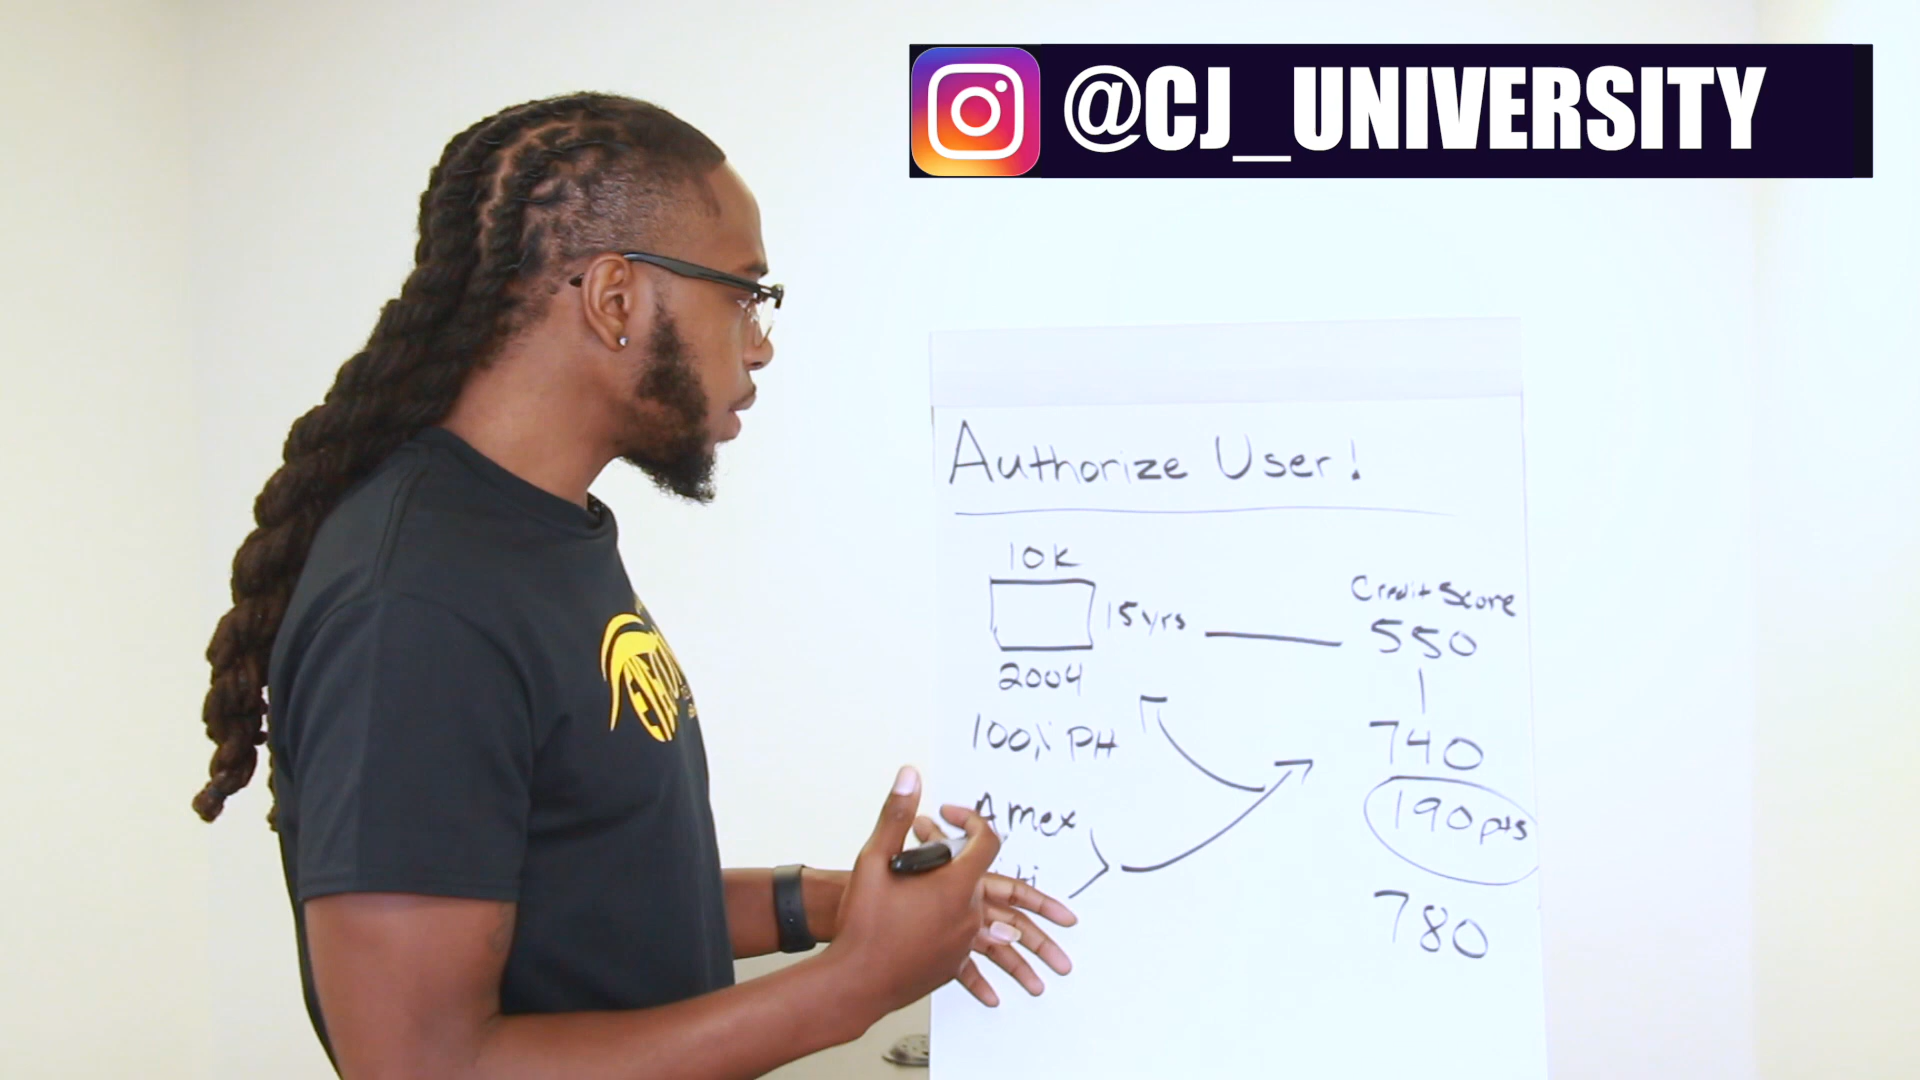 @CJ_UNIVERSITY
Authorize User!
10K
15yrs
2004
100% PH
Amex
Credit Score
550
740
190pts
780